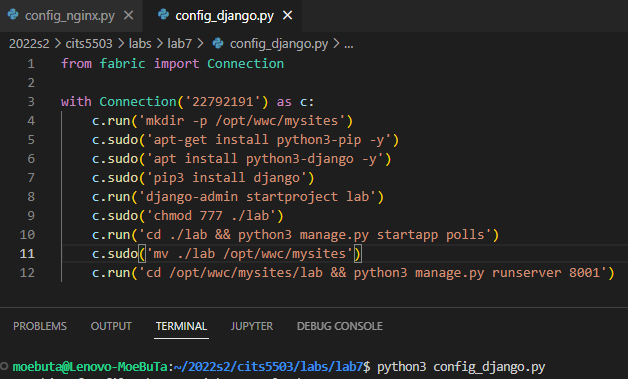 config_nginx.py config_django.py
2022s2 > cits5503 > labs > lab7 > config_django.py > ...
1 from fabric import Connection
2
3 with Connection('22792191') as c:
4 c.run('mkdir -p /opt/wwc/mysites')
5 c.sudo('apt-get install python3-pip -y')
6 c.sudo('apt install python3-django -y')
7 c.sudo('pip3 install django')
8 c.run('django-admin startproject lab')
9 c.sudo('chmod 777 ./lab')
10 c.run('cd ./lab && python3 manage.py startapp polls')
11 c.sudo('mv ./lab /opt/wwc/mysites')
12 c.run('cd /opt/wwc/mysites/lab && python3 manage.py runserver 8001')
PROBLEMS OUTPUT TERMINAL JUPYTER DEBUG CONSOLE
moebuta@Lenovo-MoeBuTa:~/2022s2/cits5503/labs/lab7$ python3 config_django.py